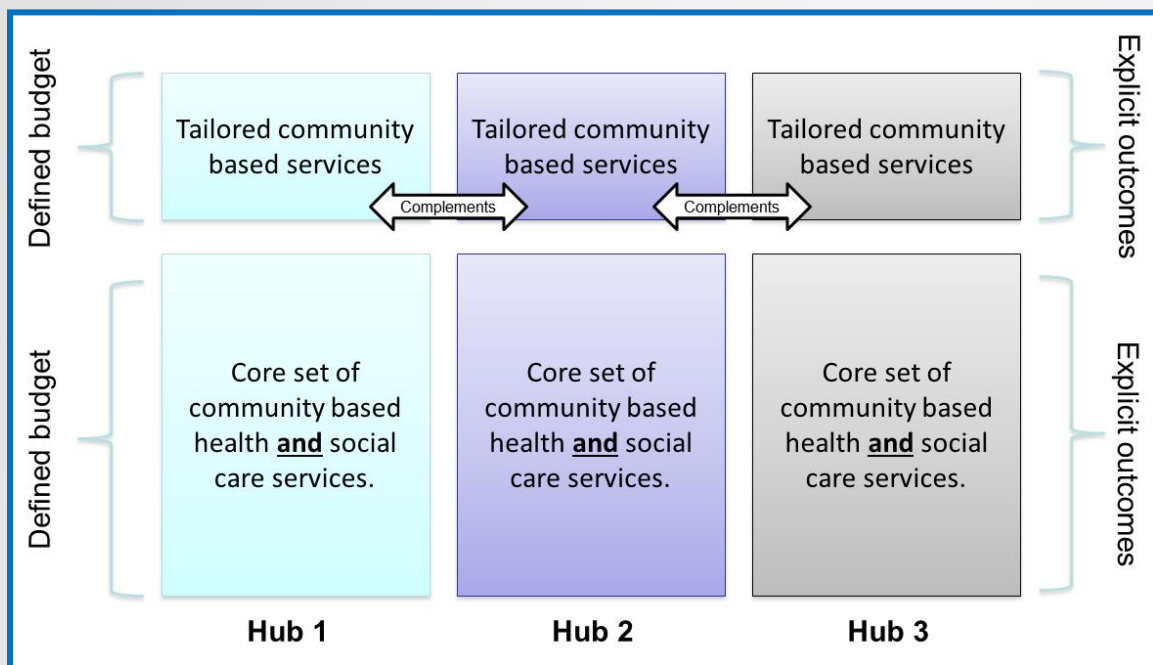 Defined budget
Tailored community
based services
Tailored community
based services
Tailored community
based services
Explicit outcomes
Complements
Complements
Defined budget
Core set of
community based
health and social
care services.
Core set of
community based
health and social
care services.
Core set of
community based
health and social
care services.
Explicit outcomes
Hub 1
Hub 2
Hub 3